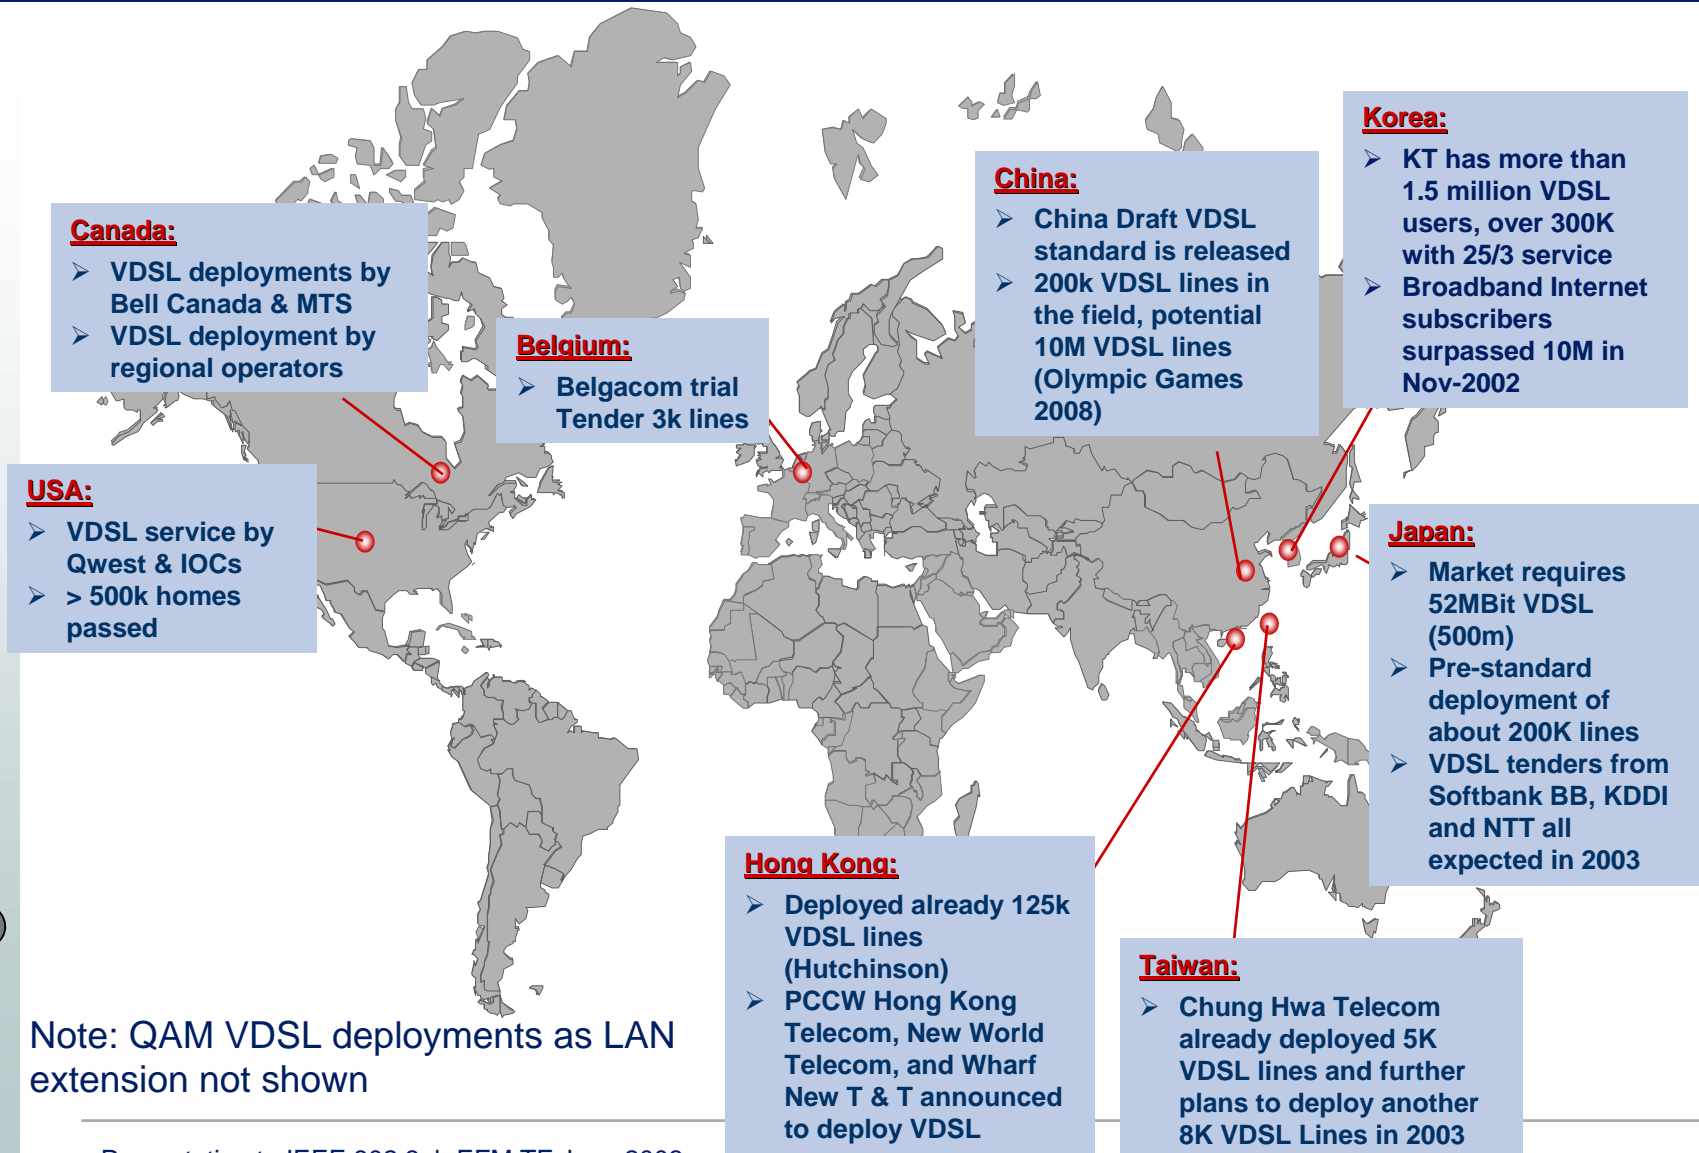 Canada:
➢ VDSL deployments by
Bell Canada & MTS
➢ VDSL deployment by
regional operators
USA:
➢ VDSL service by
Qwest & IOCs
➢ > 500k homes
passed
Belgium:
➢ Belgacom trial
Tender 3k lines
China:
➢ China Draft VDSL
standard is released
➢ 200k VDSL lines in
the field, potential
10M VDSL lines
(Olympic Games
2008)
Korea:
➢ KT has more than
1.5 million VDSL
users, over 300K
with 25/3 service
➢ Broadband Internet
subscribers
surpassed 10M in
Nov-2002
Japan:
➢ Market requires
52MBit VDSL
(500m)
➢ Pre-standard
deployment of
about 200K lines
➢ VDSL tenders from
Softbank BB, KDDI
and NTT all
expected in 2003
Hong Kong:
➢ Deployed already 125k
VDSL lines
(Hutchinson)
➢ PCCW Hong Kong
Telecom, New World
Telecom, and Wharf
New T & T announced
to deploy VDSL
Taiwan:
➢ Chung Hwa Telecom
already deployed 5K
VDSL lines and further
plans to deploy another
8K VDSL Lines in 2003
Note: QAM VDSL deployments as LAN
extension not shown